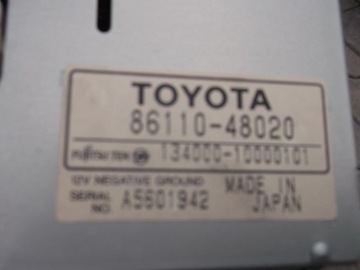 TOYOTA
86110-48020
FUJITSU TEN 134000-10000101
12V NEGATIVE GROUND MADE IN
SERIAL NO. A5601942 JAPAN